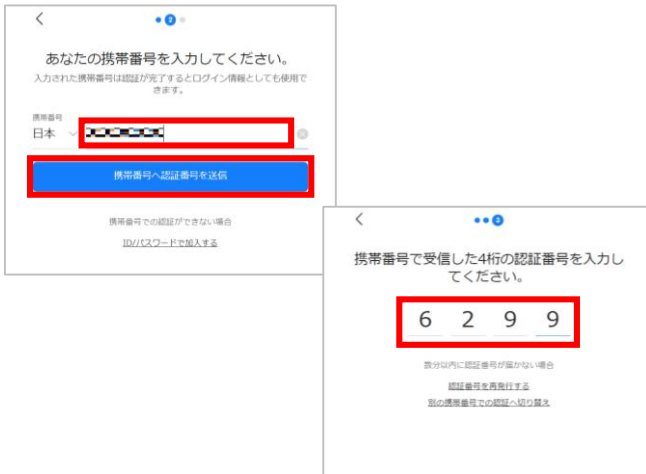 2
あなたの携帯番号を入力してください。
入力された携帯番号は認証が完了するとログイン情報としても使用で
きます。
携帯番号
日本
携帯番号へ認証番号を送信
携帯番号での認証ができない場合
ID/パスワードで加入する
3
携帯番号で受信した4桁の認証番号を入力し
てください。
6 2 9 9
数分以内に認証番号が届かない場合
認証番号を再発行する
別の携帯番号での認証へ切り替え